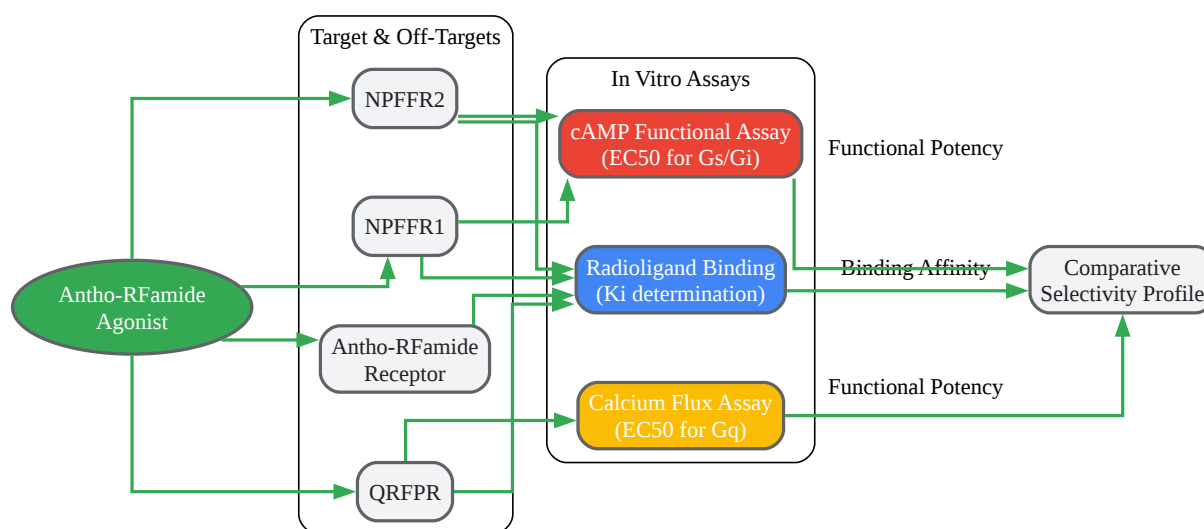 Target & Off-Targets
NPFFR2
NPFFR1
Antho-RFamide
Agonist
Antho-RFamide
Receptor
QRFPR
In Vitro Assays
cAMP Functional Assay
(EC50 for Gs/Gi)
Radioligand Binding
(Ki determination)
Calcium Flux Assay
(EC50 for Gq)
Functional Potency
Binding Affinity
Functional Potency
Comparative
Selectivity Profile